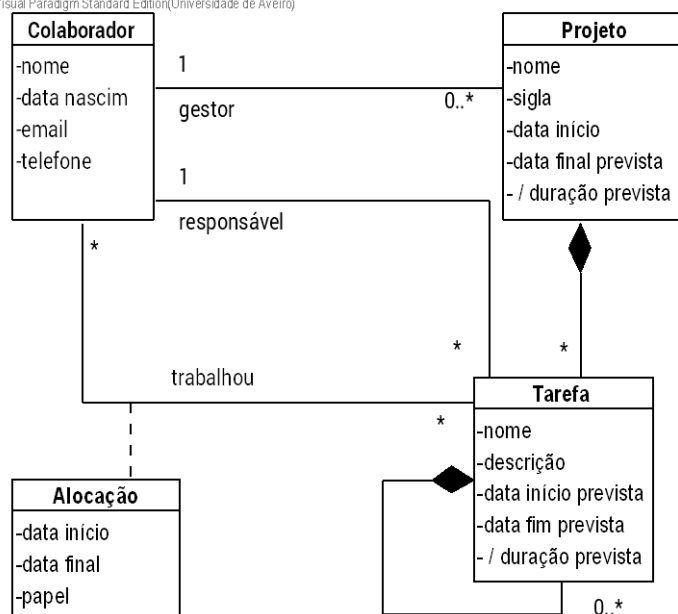 Visual Paradigm Standard Edition(Universidade de Aveiro)
Colaborador
-nome
-data nascim
-email
-telefone
1
gestor
0..*
Projeto
-nome
-sigla
-data início
-data final prevista
- / duração prevista
1
responsável
*
*
*
trabalhou
*
Tarefa
-nome
-descrição
-data início prevista
-data fim prevista
- / duração prevista
0..*
Alocação
-data início
-data final
-papel